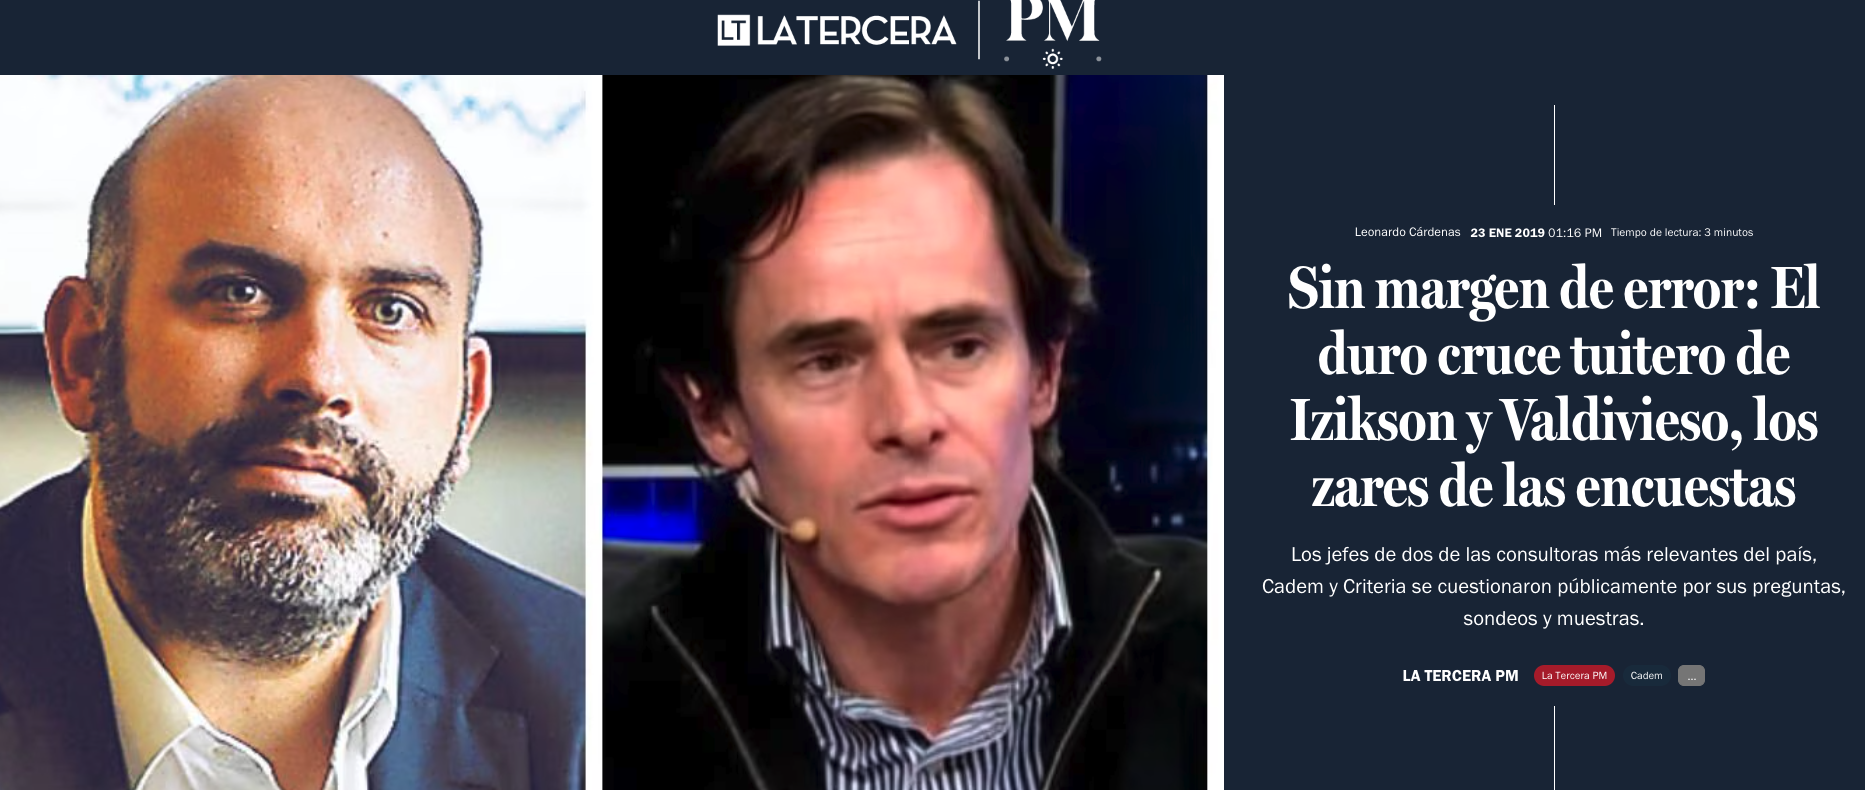 LT LATERCERA PM
Leonardo Cárdenas 23 ENE 2019 01:16 PM Tiempo de lectura: 3 minutos
Sin margen de error: El
duro cruce tuitero de
Izikson y Valdivieso, los
zares de las encuestas
Los jefes de dos de las consultoras más relevantes del país,
Cadem y Criteria se cuestionaron públicamente por sus preguntas,
sondeos y muestras.
LA TERCERA PM La Tercera PM Cadem ...